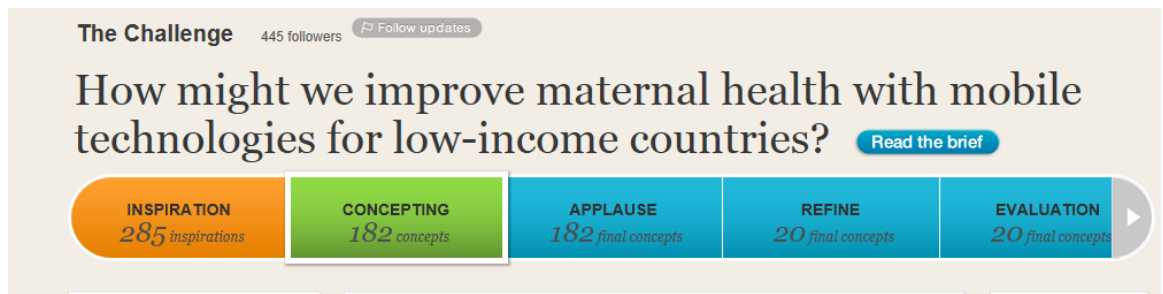 The Challenge 445 followers Follow updates
How might we improve maternal health with mobile
technologies for low-income countries? Read the brief
INSPIRATION CONCEPTING APPLAUSE REFINE EVALUATION
285 inspirations 182 concepts 182 final concepts 20 final concepts 20 final concepts